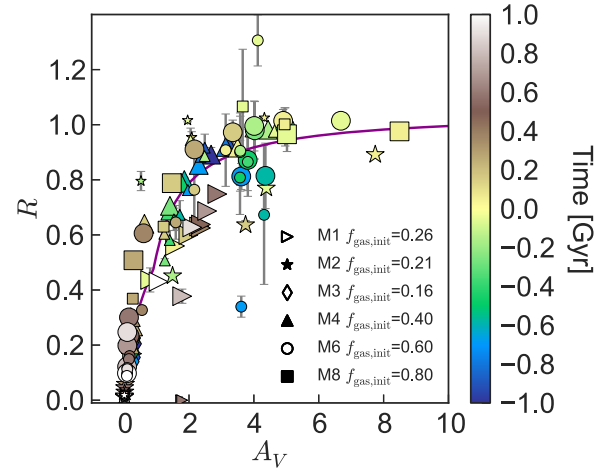 1.2
1.0
0.8
0.6
0.4
0.2
0.0
R
0
2
4
6
8
10
A_V
M1 f_gas,init=0.26
M2 f_gas,init=0.21
M3 f_gas,init=0.16
M4 f_gas,init=0.40
M6 f_gas,init=0.60
M8 f_gas,init=0.80
1.0
0.8
0.6
0.4
0.2
0.0
−0.2
−0.4
−0.6
−0.8
−1.0
Time [Gyr]